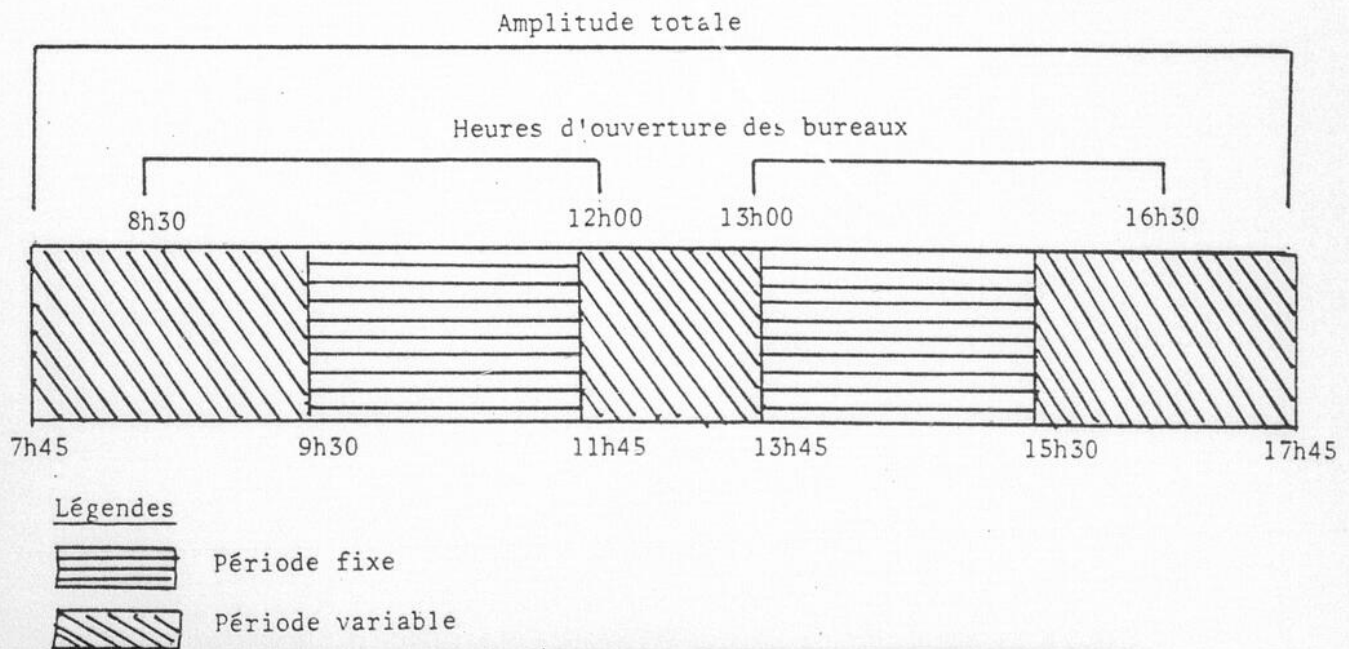 Amplitude totale
Heures d'ouverture des bureaux
8h30 12h00 13h00 16h30
7h45 9h30 11h45 13h45 15h30 17h45
Légendes
Période fixe
Période variable